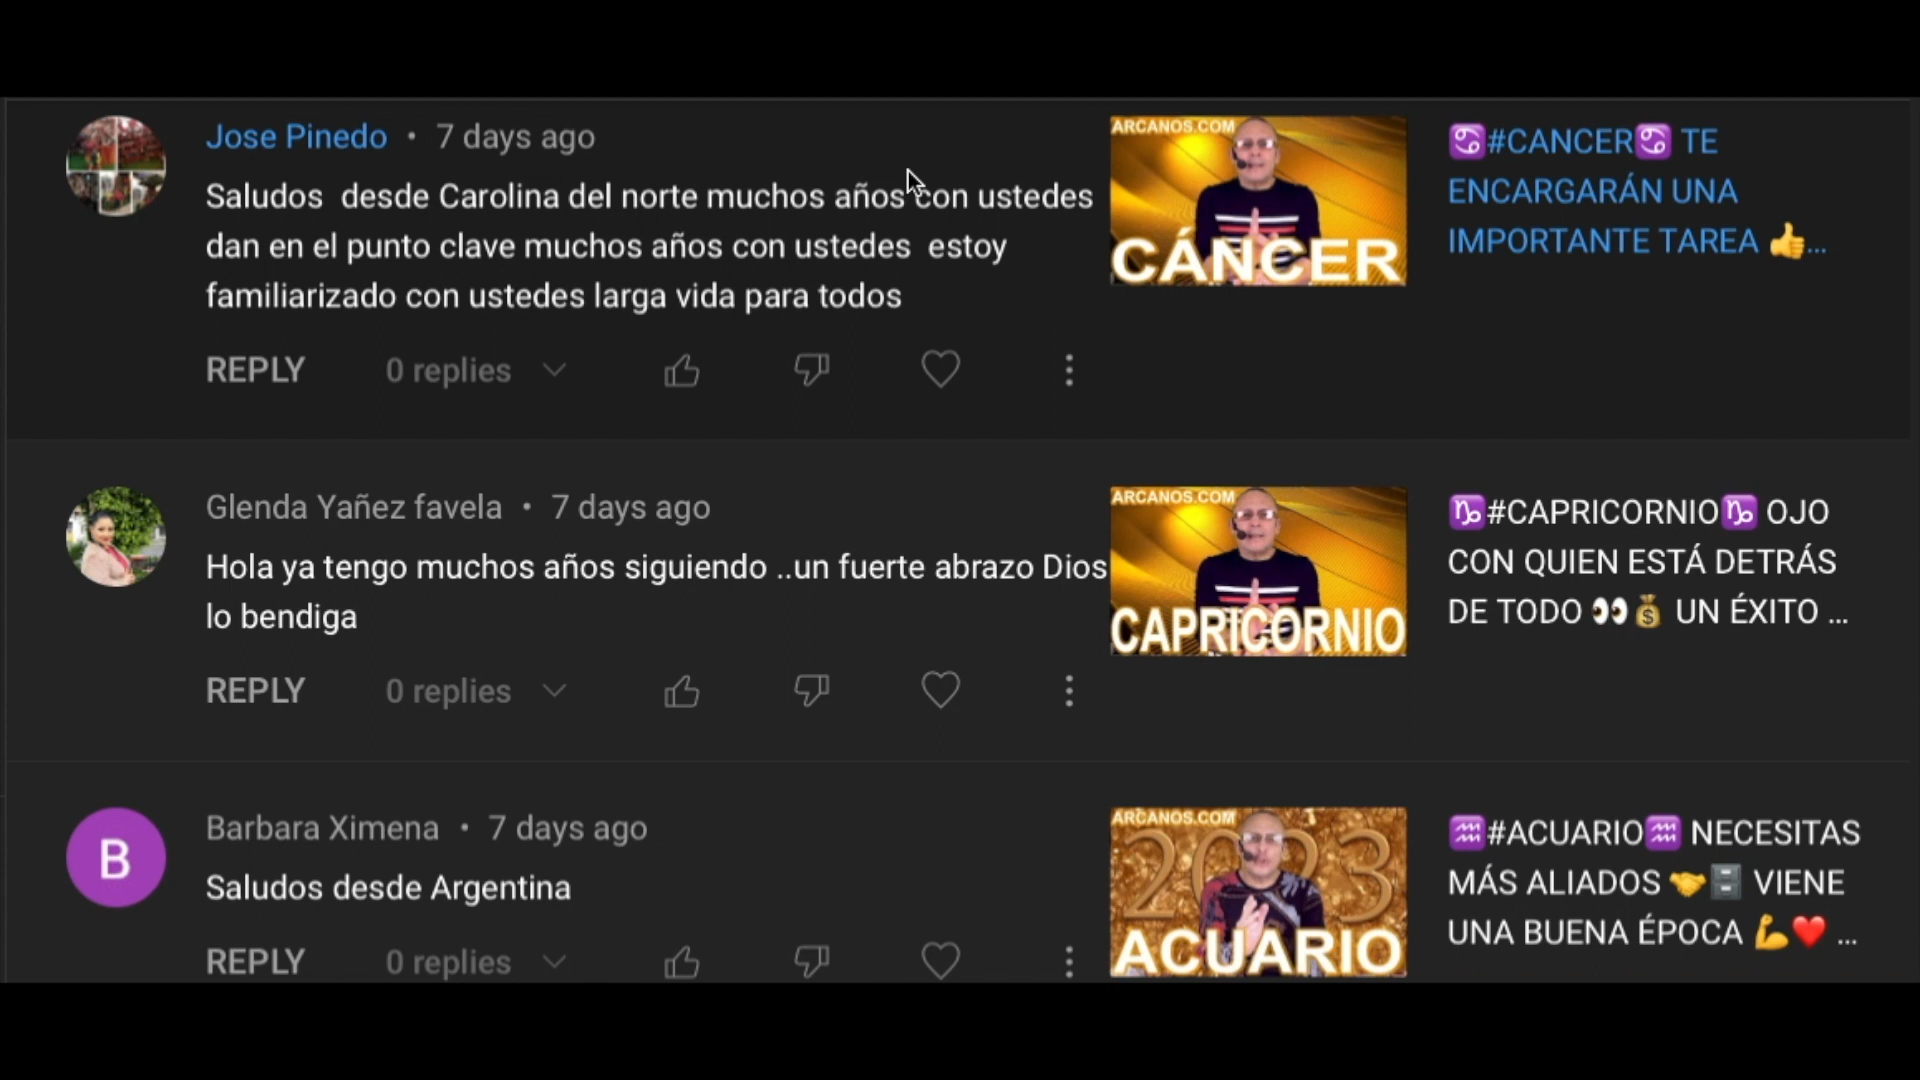 Jose Pinedo • 7 days ago
Saludos desde Carolina del norte muchos años con ustedes
dan en el punto clave muchos años con ustedes estoy
familiarizado con ustedes larga vida para todos
REPLY 0 replies
ARCANOS.COM
CÁNCER
♋#CANCER♋ TE
ENCARGARÁN UNA
IMPORTANTE TAREA 👍...
Glenda Yañez favela • 7 days ago
Hola ya tengo muchos años siguiendo ..un fuerte abrazo Dios
lo bendiga
REPLY 0 replies
ARCANOS.COM
CAPRICORNIO
♑#CAPRICORNIO♑ OJO
CON QUIEN ESTÁ DETRÁS
DE TODO 👀💰 UN ÉXITO ...
B
Barbara Ximena • 7 days ago
Saludos desde Argentina
REPLY 0 replies
ARCANOS.COM
2023
ACUARIO
♒#ACUARIO♒ NECESITAS
MÁS ALIADOS 🤝🗄️ VIENE
UNA BUENA ÉPOCA 💪❤️ ...